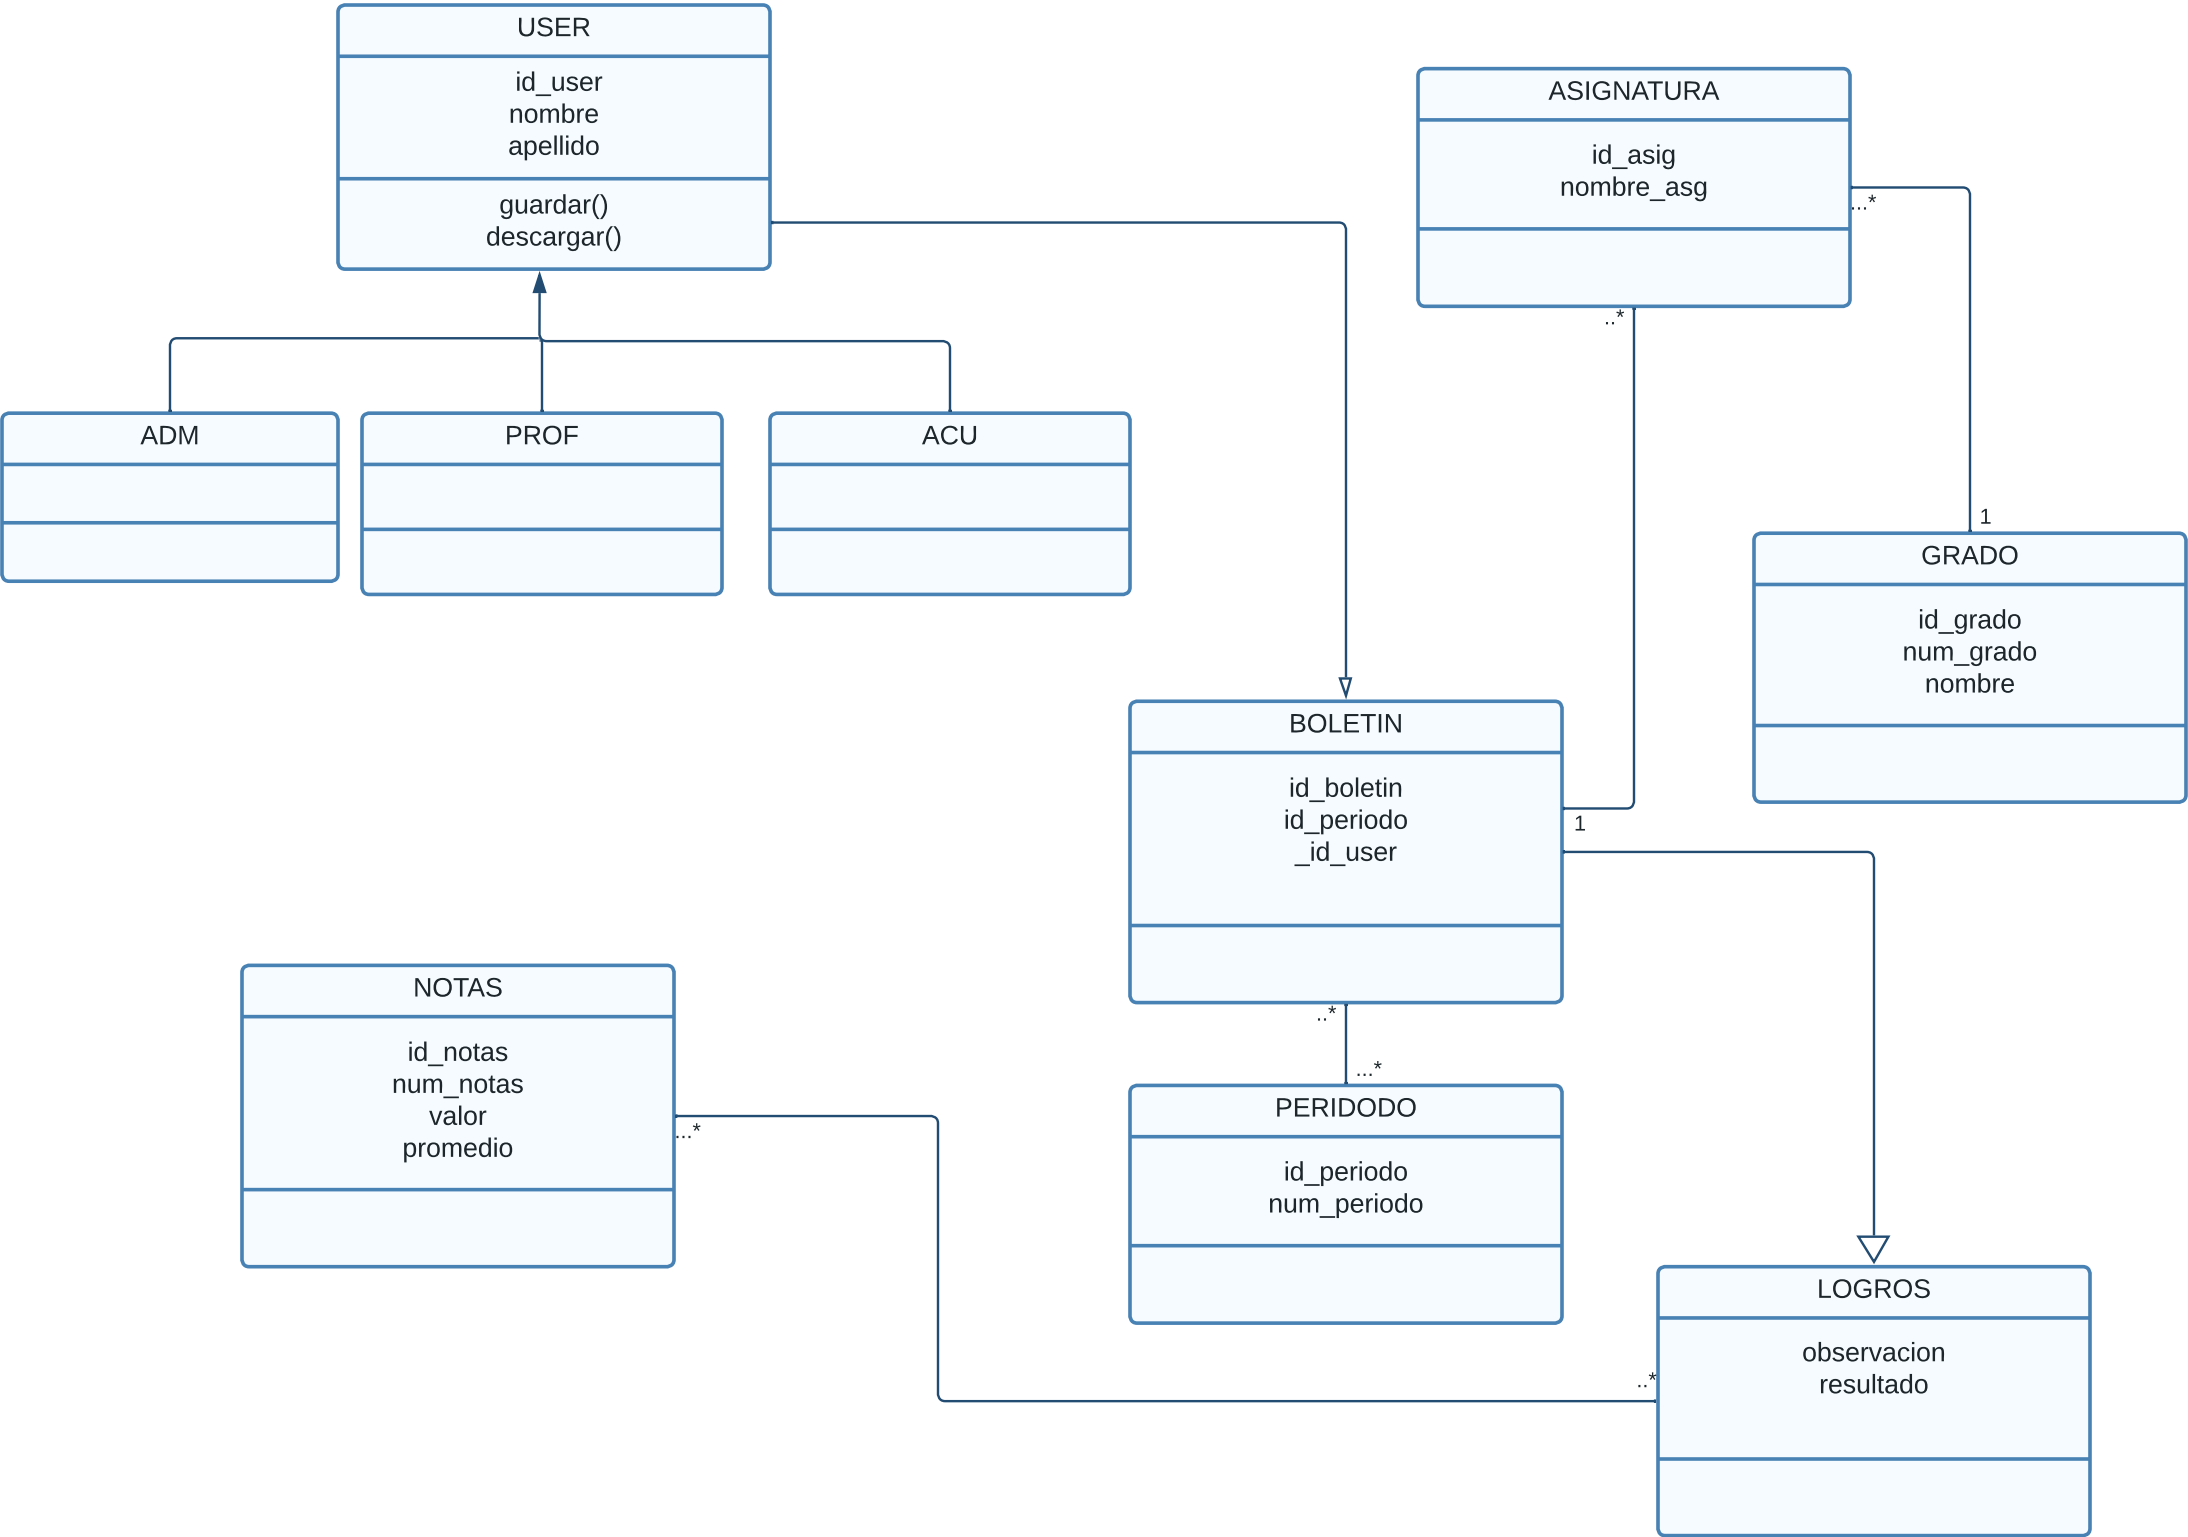 USER
id_user
nombre
apellido
guardar()
descargar()
ASIGNATURA
id_asig
nombre_asg
...*
..*
ADM
PROF
ACU
1
GRADO
id_grado
num_grado
nombre
BOLETIN
id_boletin
id_periodo
_id_user
1
..*
...*
NOTAS
id_notas
num_notas
valor
promedio
...*
PERIDODO
id_periodo
num_periodo
LOGROS
observacion
resultado
..*